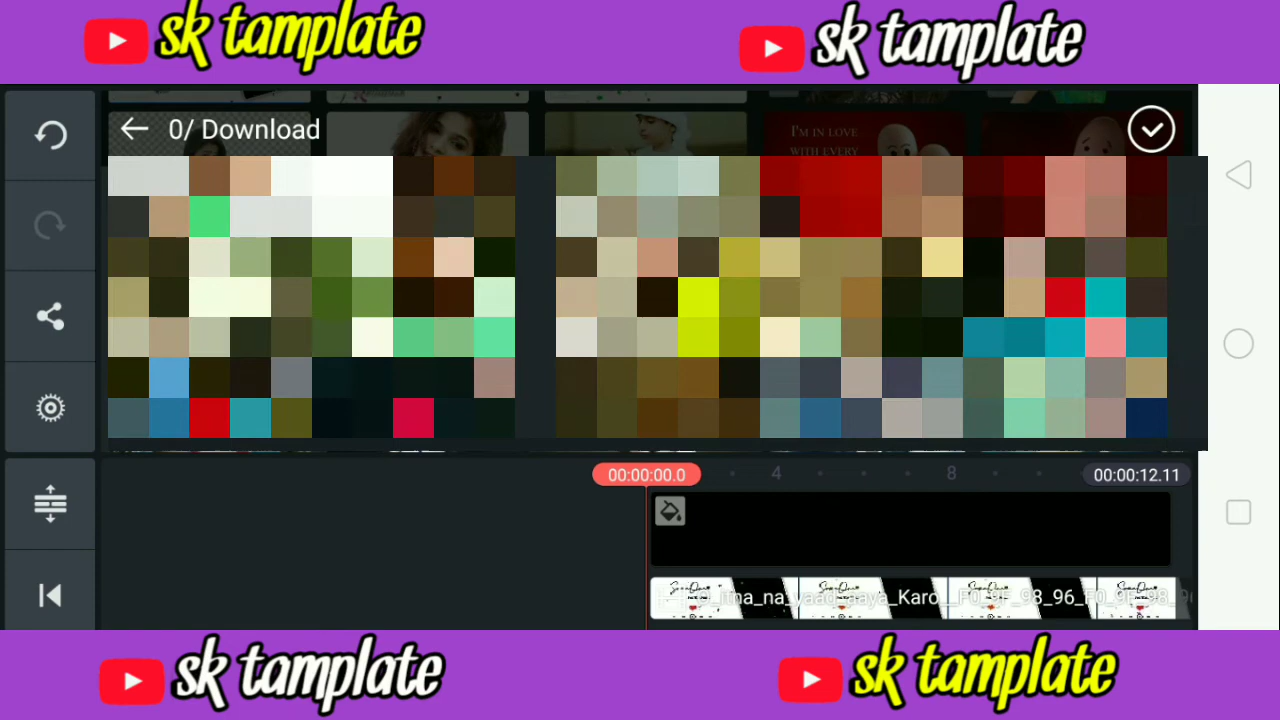 sk tamplate
sk tamplate
0/ Download
I'M IN LOVE
WITH EVERY
00:00:00.0
4
8
00:00:12.11
sk tamplate
sk tamplate